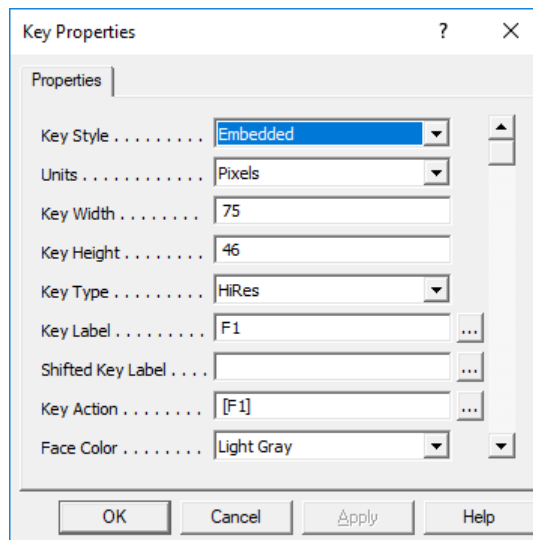 Key Properties ?
Properties
Key Style . . . . . . . . . Embedded
Units . . . . . . . . . . . . Pixels
Key Width . . . . . . . . 75
Key Height . . . . . . . . 46
Key Type . . . . . . . . . HiRes
Key Label . . . . . . . . . F1 ...
Shifted Key Label . . . . ...
Key Action . . . . . . . . [F1] ...
Face Color . . . . . . . . Light Gray
OK Cancel Apply Help